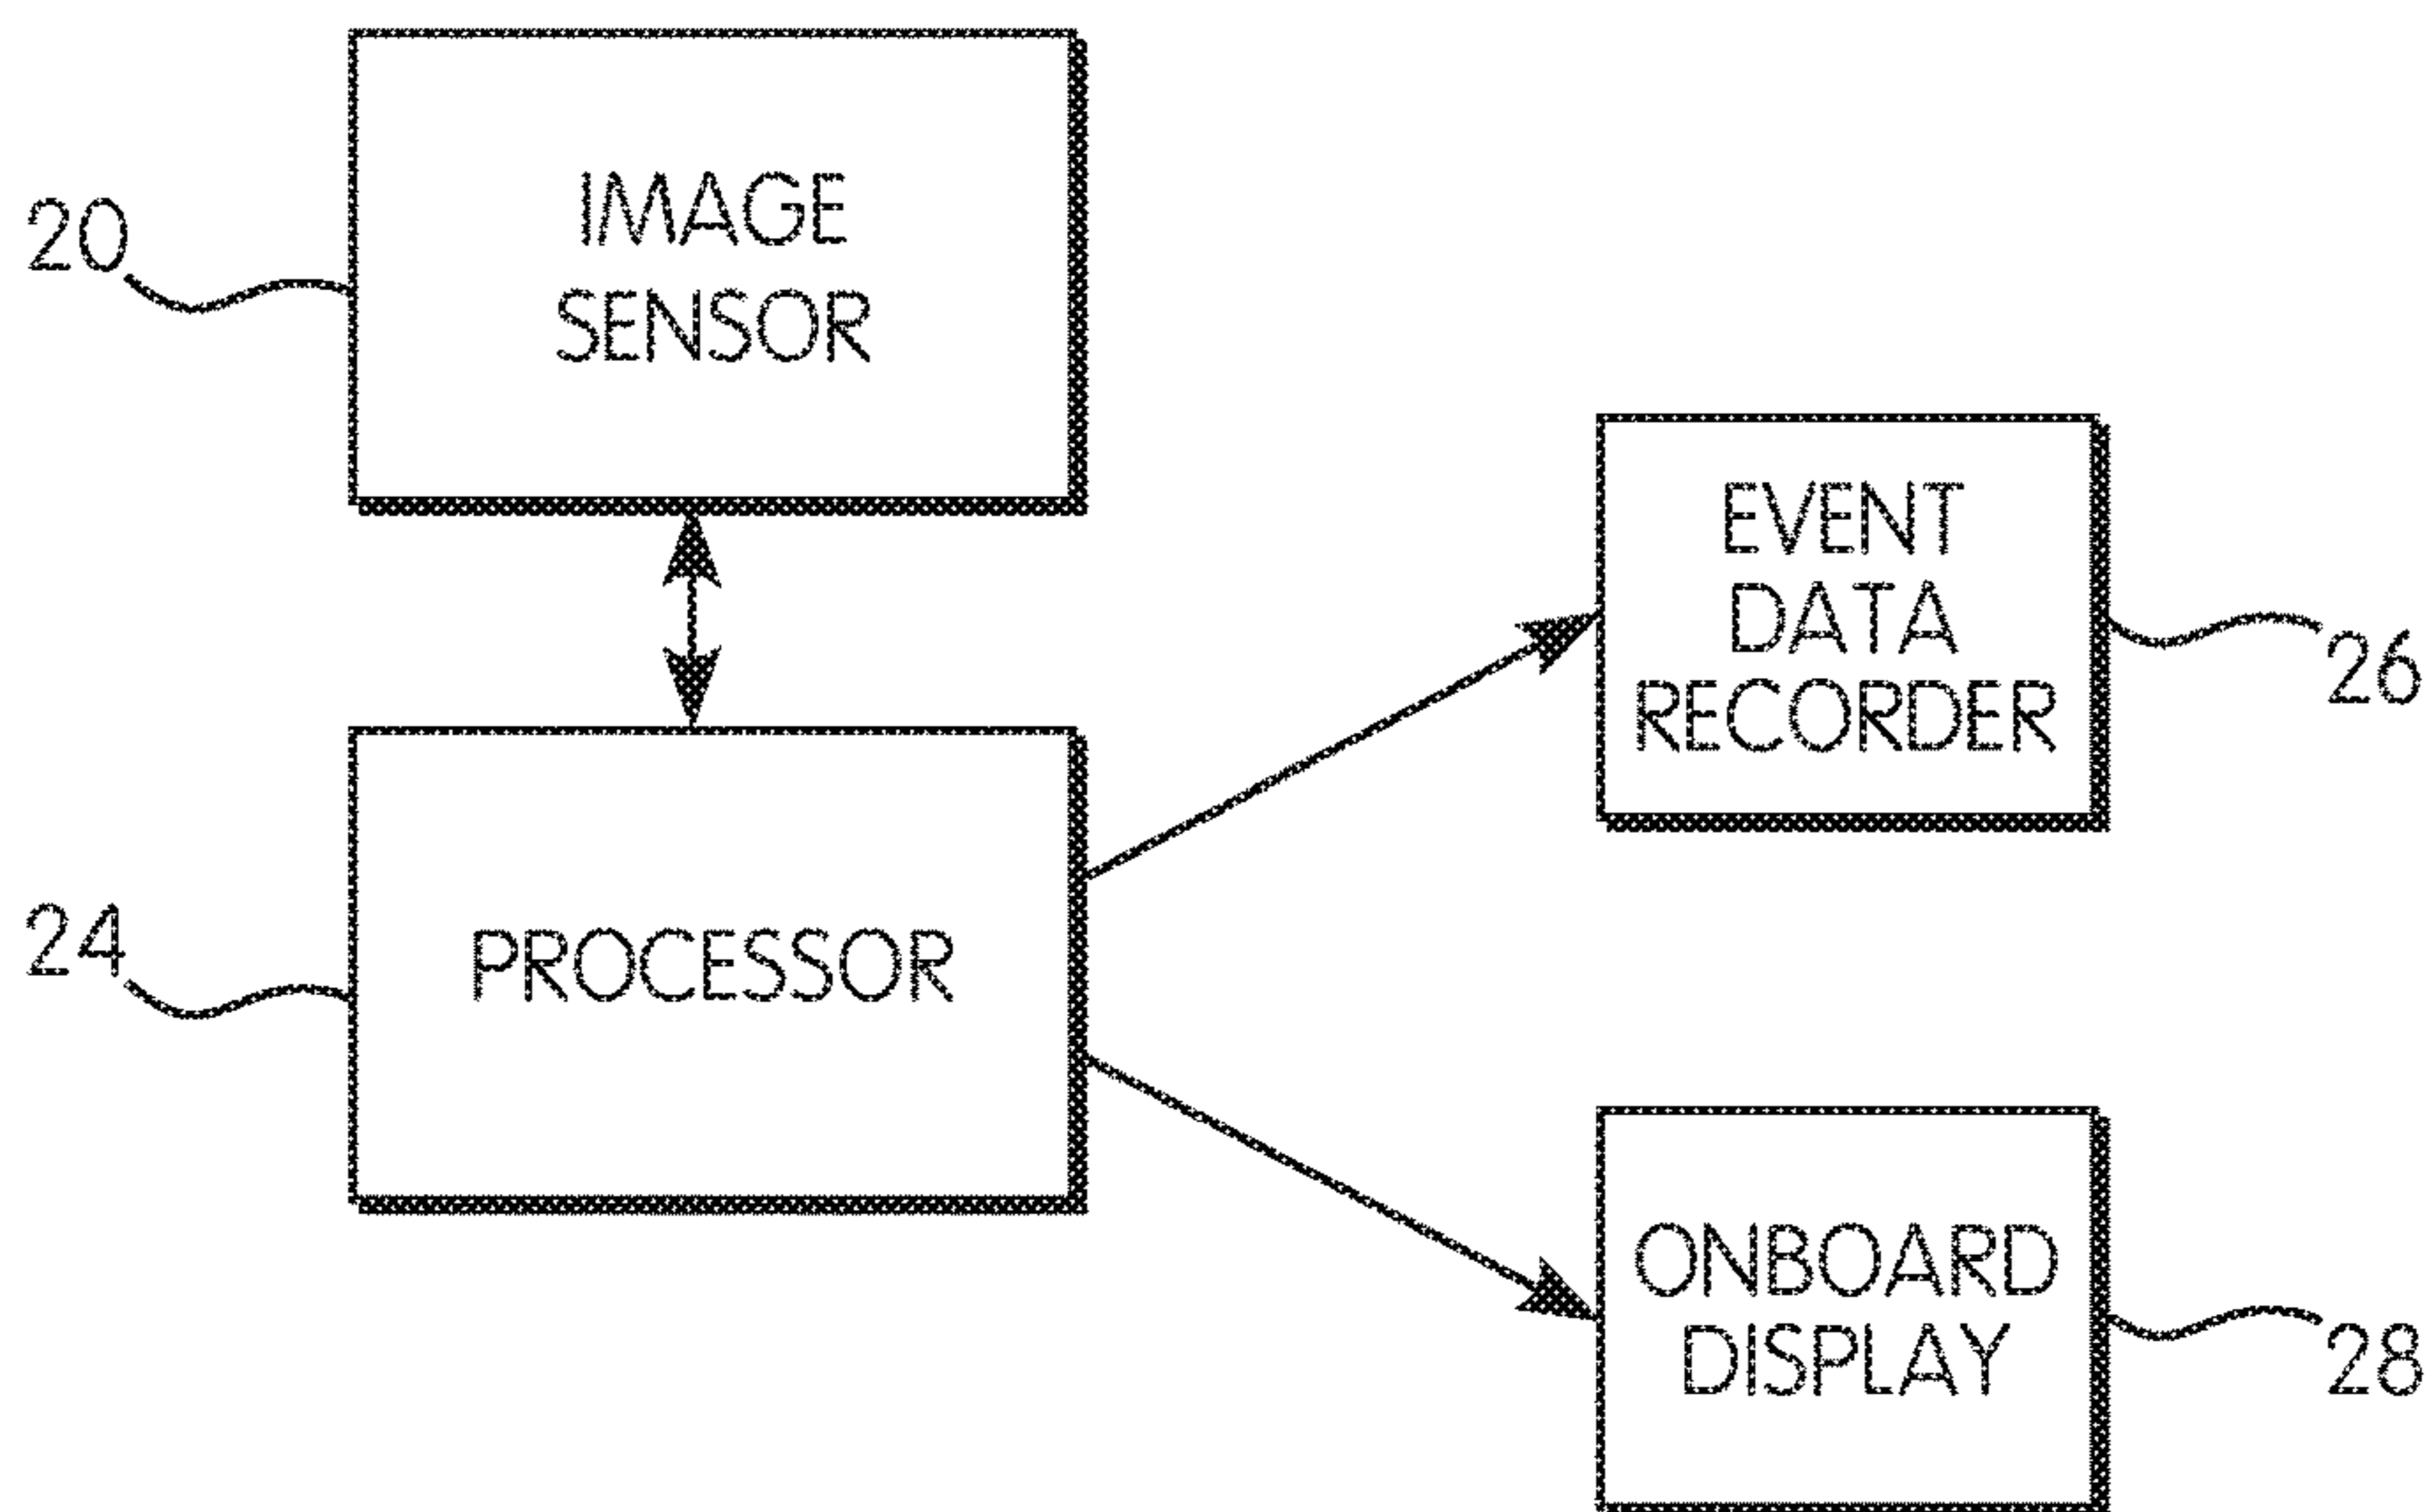 20
IMAGE
SENSOR
EVENT
DATA
RECORDER
26
24
PROCESSOR
ONBOARD
DISPLAY
28